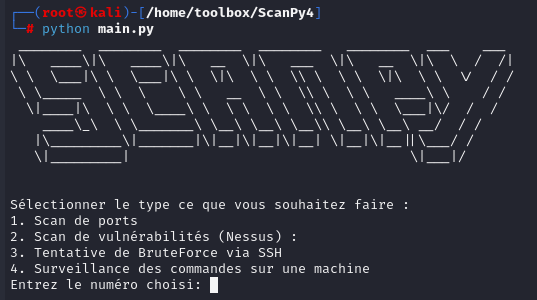 ┌──(root㉿kali)-[/home/toolbox/ScanPy4]
└─# python main.py
SCANPY
Sélectionner le type ce que vous souhaitez faire :
1. Scan de ports
2. Scan de vulnérabilités (Nessus) :
3. Tentative de BruteForce via SSH
4. Surveillance des commandes sur une machine
Entrez le numéro choisi: